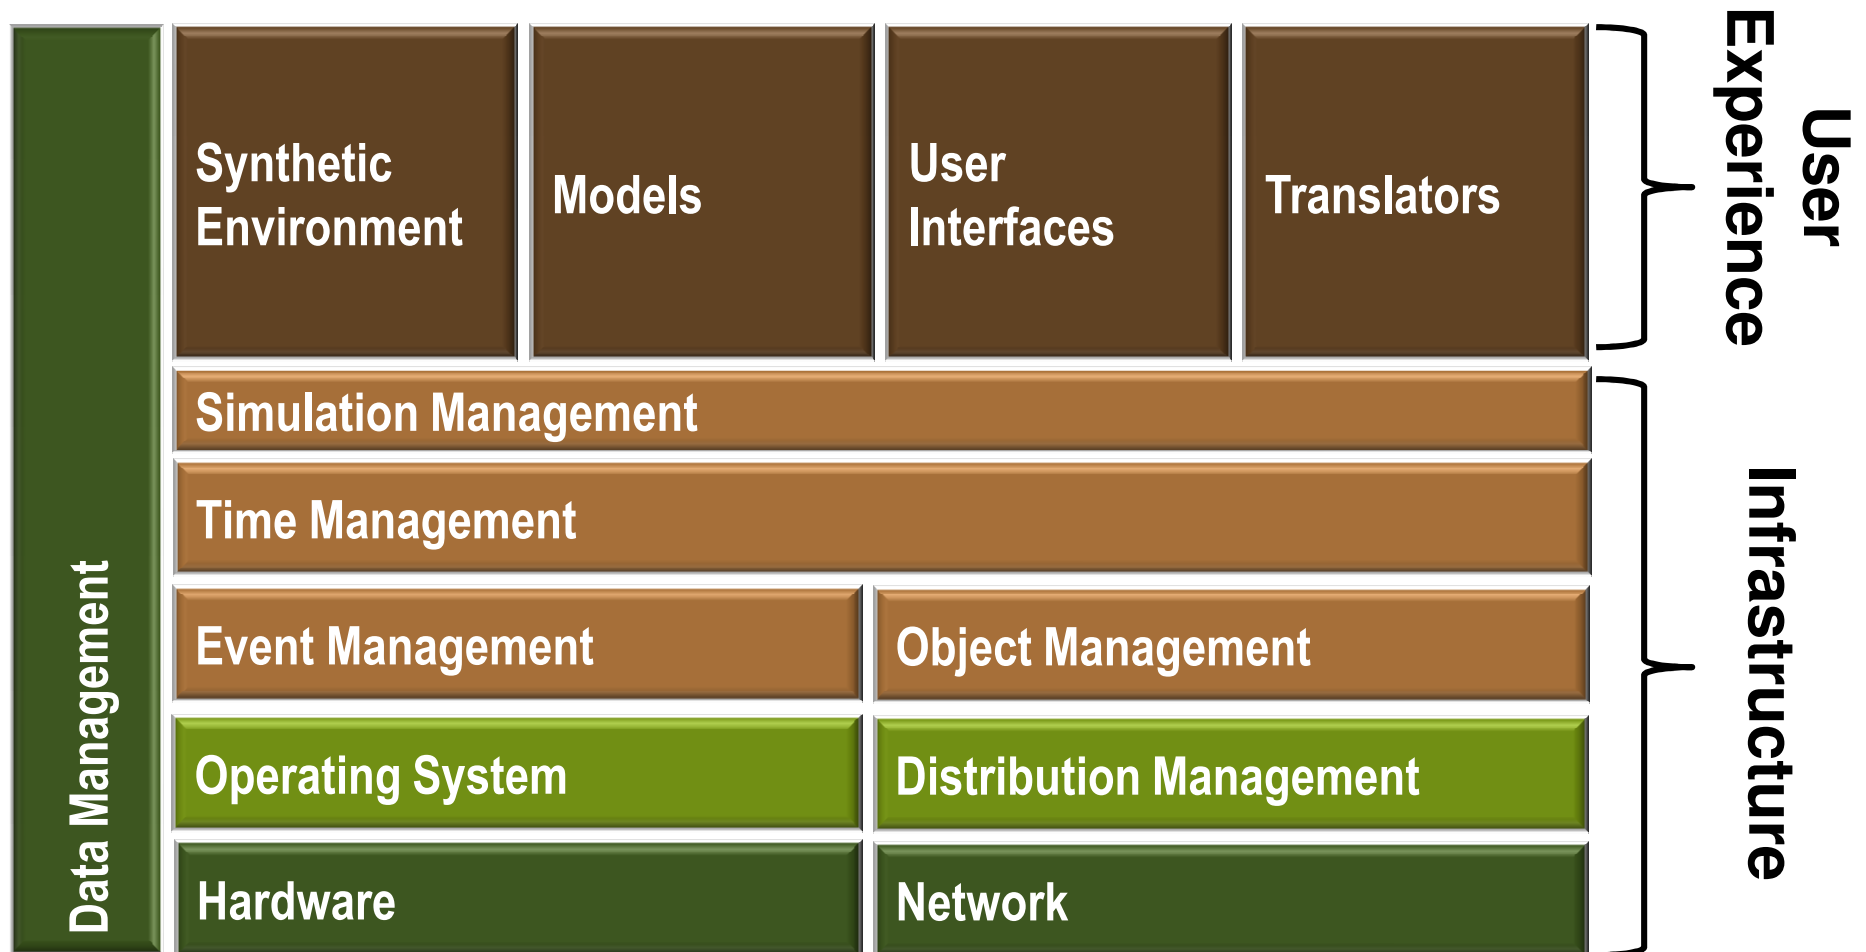 Synthetic
Environment
Models
User
Interfaces
Translators
User
Experience
Simulation Management
Time Management
Event Management
Object Management
Operating System
Distribution Management
Hardware
Network
Infrastructure
Data Management